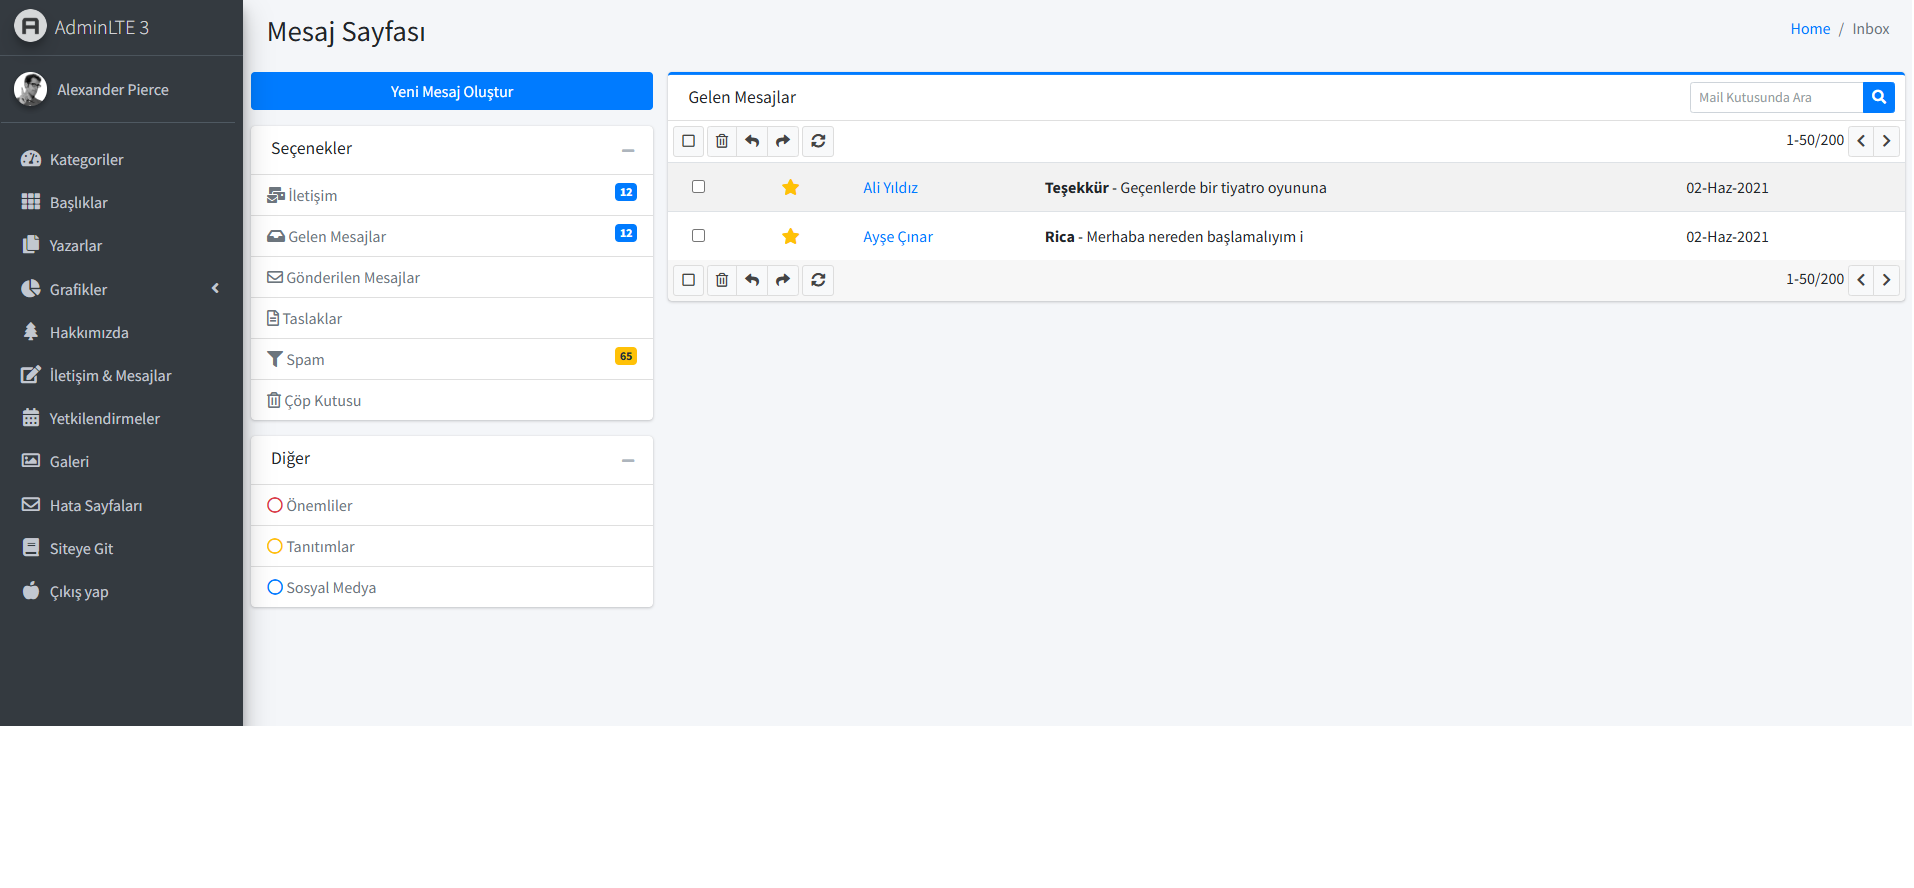 AdminLTE 3
Alexander Pierce
Kategoriler
Başlıklar
Yazarlar
Grafikler
Hakkımızda
İletişim & Mesajlar
Yetkilendirmeler
Galeri
Hata Sayfaları
Siteye Git
Çıkış yap
Mesaj Sayfası
Home / Inbox
Yeni Mesaj Oluştur
Seçenekler
İletişim 12
Gelen Mesajlar 12
Gönderilen Mesajlar
Taslaklar
Spam 65
Çöp Kutusu
Diğer
Önemliler
Tanıtımlar
Sosyal Medya
Gelen Mesajlar
Mail Kutusunda Ara
1-50/200
Ali Yıldız Teşekkür - Geçenlerde bir tiyatro oyununa 02-Haz-2021
Ayşe Çınar Rica - Merhaba nereden başlamalıyım i 02-Haz-2021
1-50/200